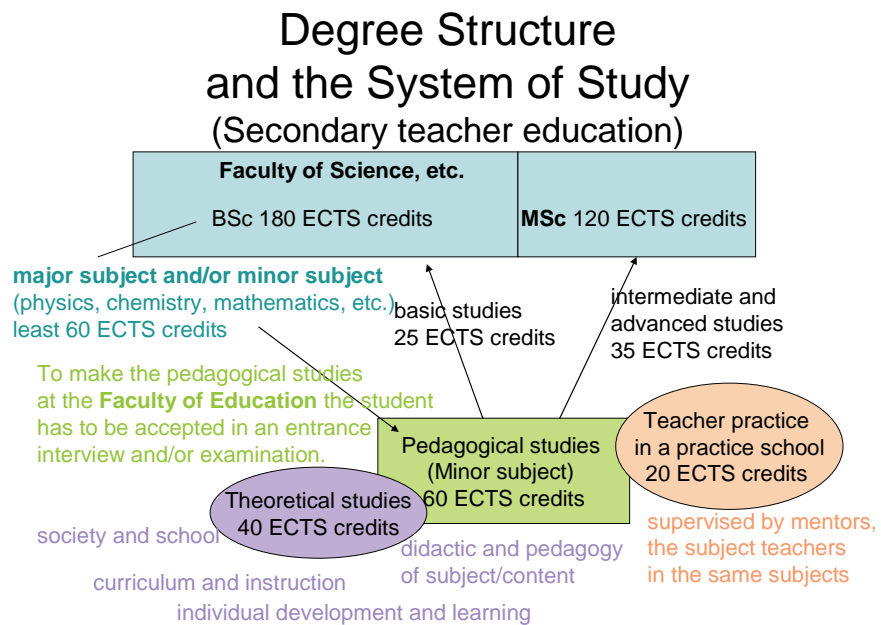 Degree Structure
and the System of Study
(Secondary teacher education)
Faculty of Science, etc.
BSc 180 ECTS credits
MSc 120 ECTS credits
major subject and/or minor subject
(physics, chemistry, mathematics, etc.)
least 60 ECTS credits
basic studies
25 ECTS credits
intermediate and
advanced studies
35 ECTS credits
To make the pedagogical studies
at the Faculty of Education the student
has to be accepted in an entrance
interview and/or examination.
Pedagogical studies
(Minor subject)
60 ECTS credits
Teacher practice
in a practice school
20 ECTS credits
Theoretical studies
40 ECTS credits
society and school
didactic and pedagogy
of subject/content
supervised by mentors,
the subject teachers
in the same subjects
curriculum and instruction
individual development and learning